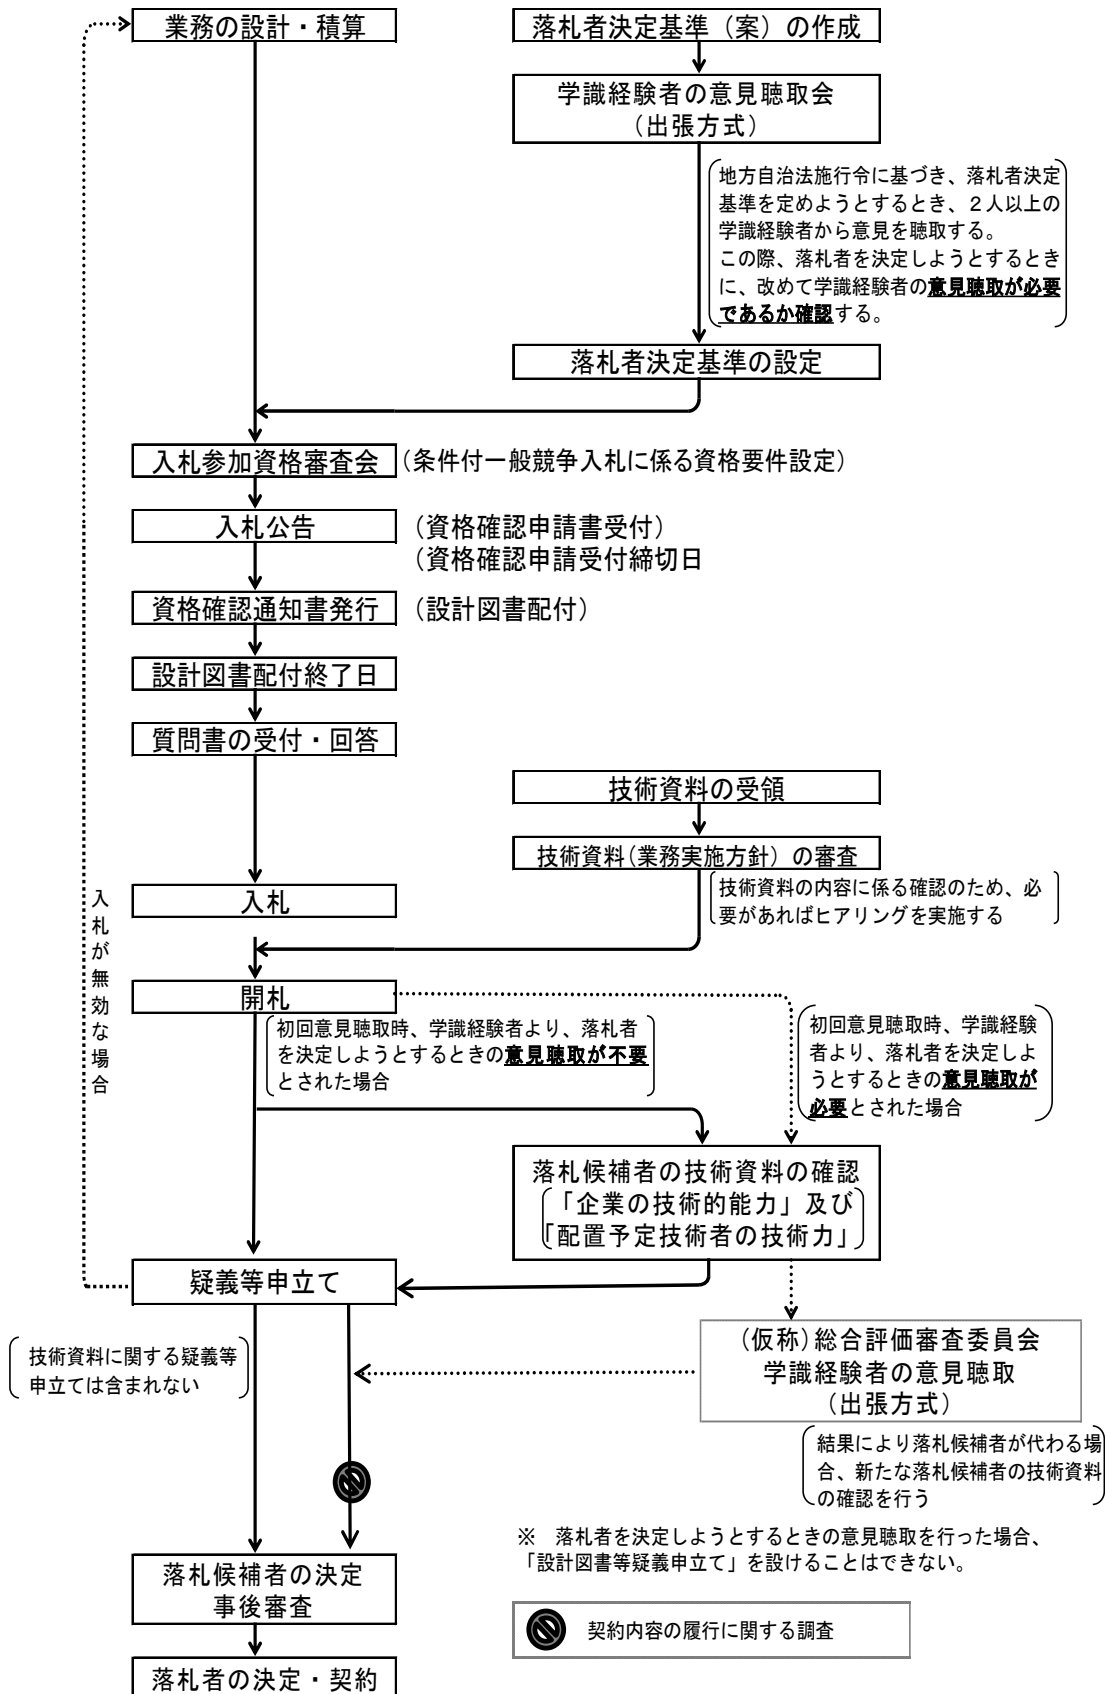 業務の設計・積算
落札者決定基準（案）の作成
学識経験者の意見聴取会
（出張方式）
地方自治法施行令に基づき、落札者決定
基準を定めようとするとき、２人以上の
学識経験者から意見を聴取する。
この際、落札者を決定しようとするとき
に、改めて学識経験者の意見聴取が必要
であるか確認する。
落札者決定基準の設定
入札参加資格審査会
（条件付一般競争入札に係る資格要件設定）
入札公告
（資格確認申請書受付）
（資格確認申請受付締切日
資格確認通知書発行
（設計図書配付）
設計図書配付終了日
質問書の受付・回答
技術資料の受領
技術資料（業務実施方針）の審査
技術資料の内容に係る確認のため、必
要があればヒアリングを実施する
入札
入札が無効な場合
開札
初回意見聴取時、学識経験者より、落札者
を決定しようとするときの意見聴取が不要
とされた場合
初回意見聴取時、学識経験
者より、落札者を決定しよ
うとするときの意見聴取が
必要とされた場合
落札候補者の技術資料の確認
「企業の技術的能力」及び
「配置予定技術者の技術力」
疑義等申立て
技術資料に関する疑義等
申立ては含まれない
（仮称）総合評価審査委員会
学識経験者の意見聴取
（出張方式）
結果により落札候補者が代わる場
合、新たな落札候補者の技術資料
の確認を行う
※　落札者を決定しようとするときの意見聴取を行った場合、
「設計図書等疑義申立て」を設けることはできない。
落札候補者の決定
事後審査
契約内容の履行に関する調査
落札者の決定・契約